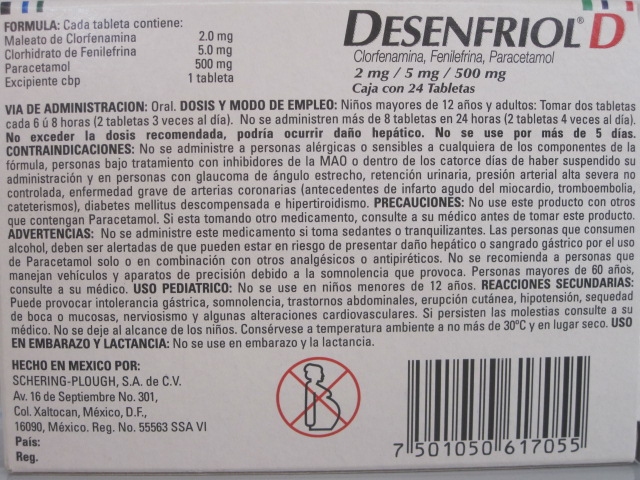 FORMULA: Cada tableta contiene:
Maleato de Clorfenamina 2.0 mg
Clorhidrato de Fenilefrina 5.0 mg
Paracetamol 500 mg
Excipiente cbp 1 tableta
DESENFRIOL® D
Clorfenamina, Fenilefrina, Paracetamol
2 mg / 5 mg / 500 mg
Caja con 24 Tabletas
VIA DE ADMINISTRACION: Oral. DOSIS Y MODO DE EMPLEO: Niños mayores de 12 años y adultos: Tomar dos tabletas
cada 6 ú 8 horas (2 tabletas 3 veces al día). No se administren más de 8 tabletas en 24 horas (2 tabletas 4 veces al día).
No exceder la dosis recomendada, podría ocurrir daño hepático. No se use por más de 5 días.
CONTRAINDICACIONES: No se administre a personas alérgicas o sensibles a cualquiera de los componentes de la
fórmula, personas bajo tratamiento con inhibidores de la MAO o dentro de los catorce días de haber suspendido su
administración y en personas con glaucoma de ángulo estrecho, retención urinaria, presión arterial alta severa no
controlada, enfermedad grave de arterias coronarias (antecedentes de infarto agudo del miocardio, tromboembolia,
cateterismos), diabetes mellitus descompensada e hipertiroidismo. PRECAUCIONES: No use este producto con otros
que contengan Paracetamol. Si esta tomando otro medicamento, consulte a su médico antes de tomar este producto.
ADVERTENCIAS: No se administre este medicamento si toma sedantes o tranquilizantes. Las personas que consumen
alcohol, deben ser alertadas de que pueden estar en riesgo de presentar daño hepático o sangrado gástrico por el uso
de Paracetamol solo o en combinación con otros analgésicos o antipiréticos. No se recomienda a personas que
manejan vehículos y aparatos de precisión debido a la somnolencia que provoca. Personas mayores de 60 años,
consulte a su médico. USO PEDIATRICO: No se use en niños menores de 12 años. REACCIONES SECUNDARIAS:
Puede provocar intolerancia gástrica, somnolencia, trastornos abdominales, erupción cutánea, hipotensión, sequedad
de boca o mucosas, nerviosismo y algunas alteraciones cardiovasculares. Si persisten las molestias consulte a su
médico. No se deje al alcance de los niños. Consérvese a temperatura ambiente a no más de 30°C y en lugar seco. USO
EN EMBARAZO Y LACTANCIA: No se use en embarazo y la lactancia.
HECHO EN MEXICO POR:
SCHERING-PLOUGH, S.A. de C.V.
Av. 16 de Septiembre No. 301,
Col. Xaltocan, México, D.F.,
16090, México. Reg. No. 55563 SSA VI
País:
Reg.
7 501050 617055